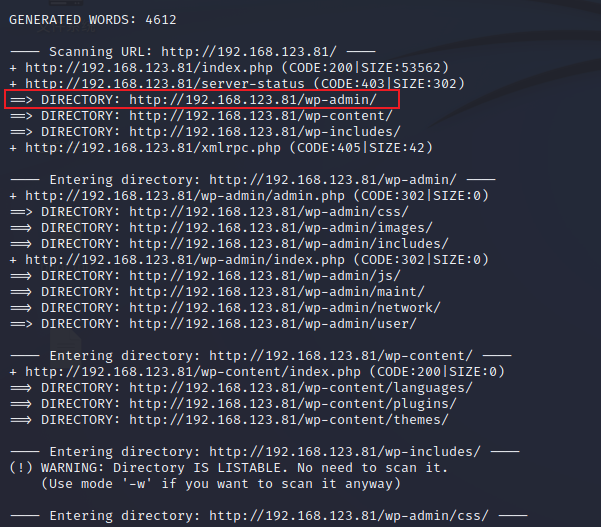 GENERATED WORDS: 4612
---- Scanning URL: http://192.168.123.81/ ----
+ http://192.168.123.81/index.php (CODE:200|SIZE:53562)
+ http://192.168.123.81/server-status (CODE:403|SIZE:302)
==> DIRECTORY: http://192.168.123.81/wp-admin/
==> DIRECTORY: http://192.168.123.81/wp-content/
==> DIRECTORY: http://192.168.123.81/wp-includes/
+ http://192.168.123.81/xmlrpc.php (CODE:405|SIZE:42)
---- Entering directory: http://192.168.123.81/wp-admin/ ----
+ http://192.168.123.81/wp-admin/admin.php (CODE:302|SIZE:0)
==> DIRECTORY: http://192.168.123.81/wp-admin/css/
==> DIRECTORY: http://192.168.123.81/wp-admin/images/
==> DIRECTORY: http://192.168.123.81/wp-admin/includes/
+ http://192.168.123.81/wp-admin/index.php (CODE:302|SIZE:0)
==> DIRECTORY: http://192.168.123.81/wp-admin/js/
==> DIRECTORY: http://192.168.123.81/wp-admin/maint/
==> DIRECTORY: http://192.168.123.81/wp-admin/network/
==> DIRECTORY: http://192.168.123.81/wp-admin/user/
---- Entering directory: http://192.168.123.81/wp-content/ ----
+ http://192.168.123.81/wp-content/index.php (CODE:200|SIZE:0)
==> DIRECTORY: http://192.168.123.81/wp-content/languages/
==> DIRECTORY: http://192.168.123.81/wp-content/plugins/
==> DIRECTORY: http://192.168.123.81/wp-content/themes/
---- Entering directory: http://192.168.123.81/wp-includes/ ----
(!) WARNING: Directory IS LISTABLE. No need to scan it.
(Use mode '-w' if you want to scan it anyway)
---- Entering directory: http://192.168.123.81/wp-admin/css/ ----